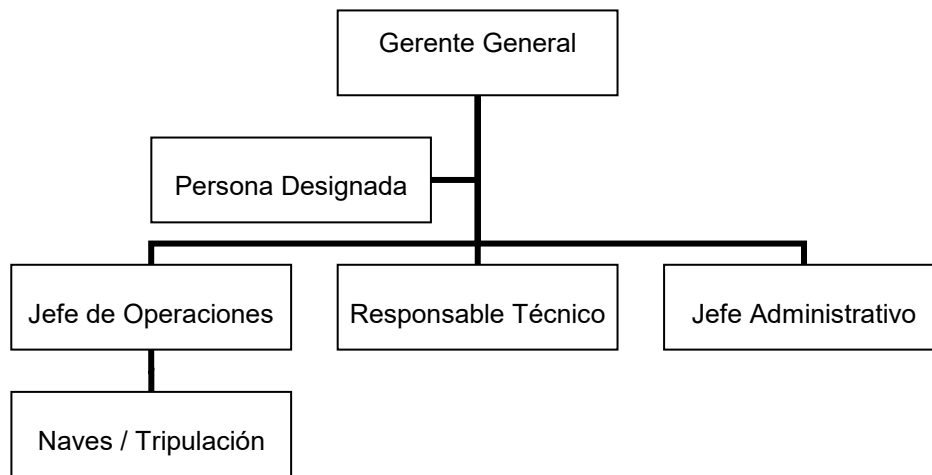 Gerente General
Persona Designada
Jefe de Operaciones
Responsable Técnico
Jefe Administrativo
Naves / Tripulación